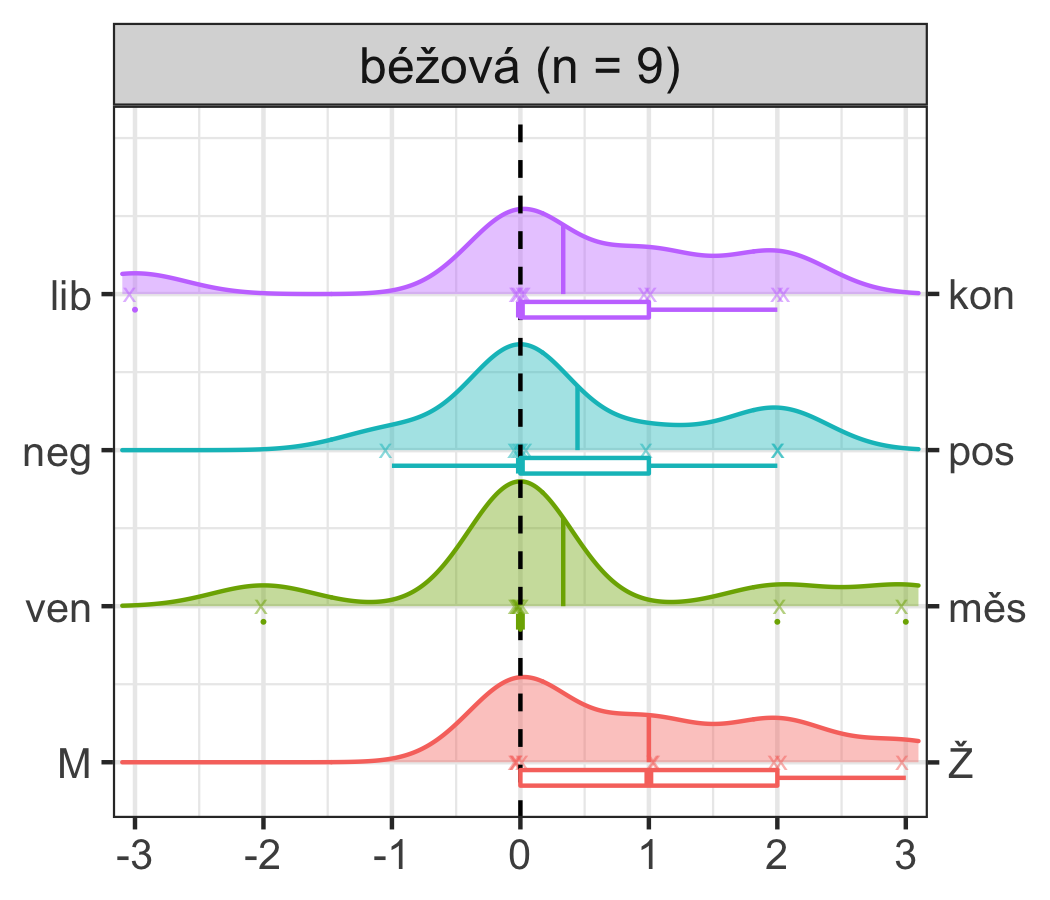 béžová (n = 9)
lib kon
neg pos
ven měs
M Ž
-3 -2 -1 0 1 2 3